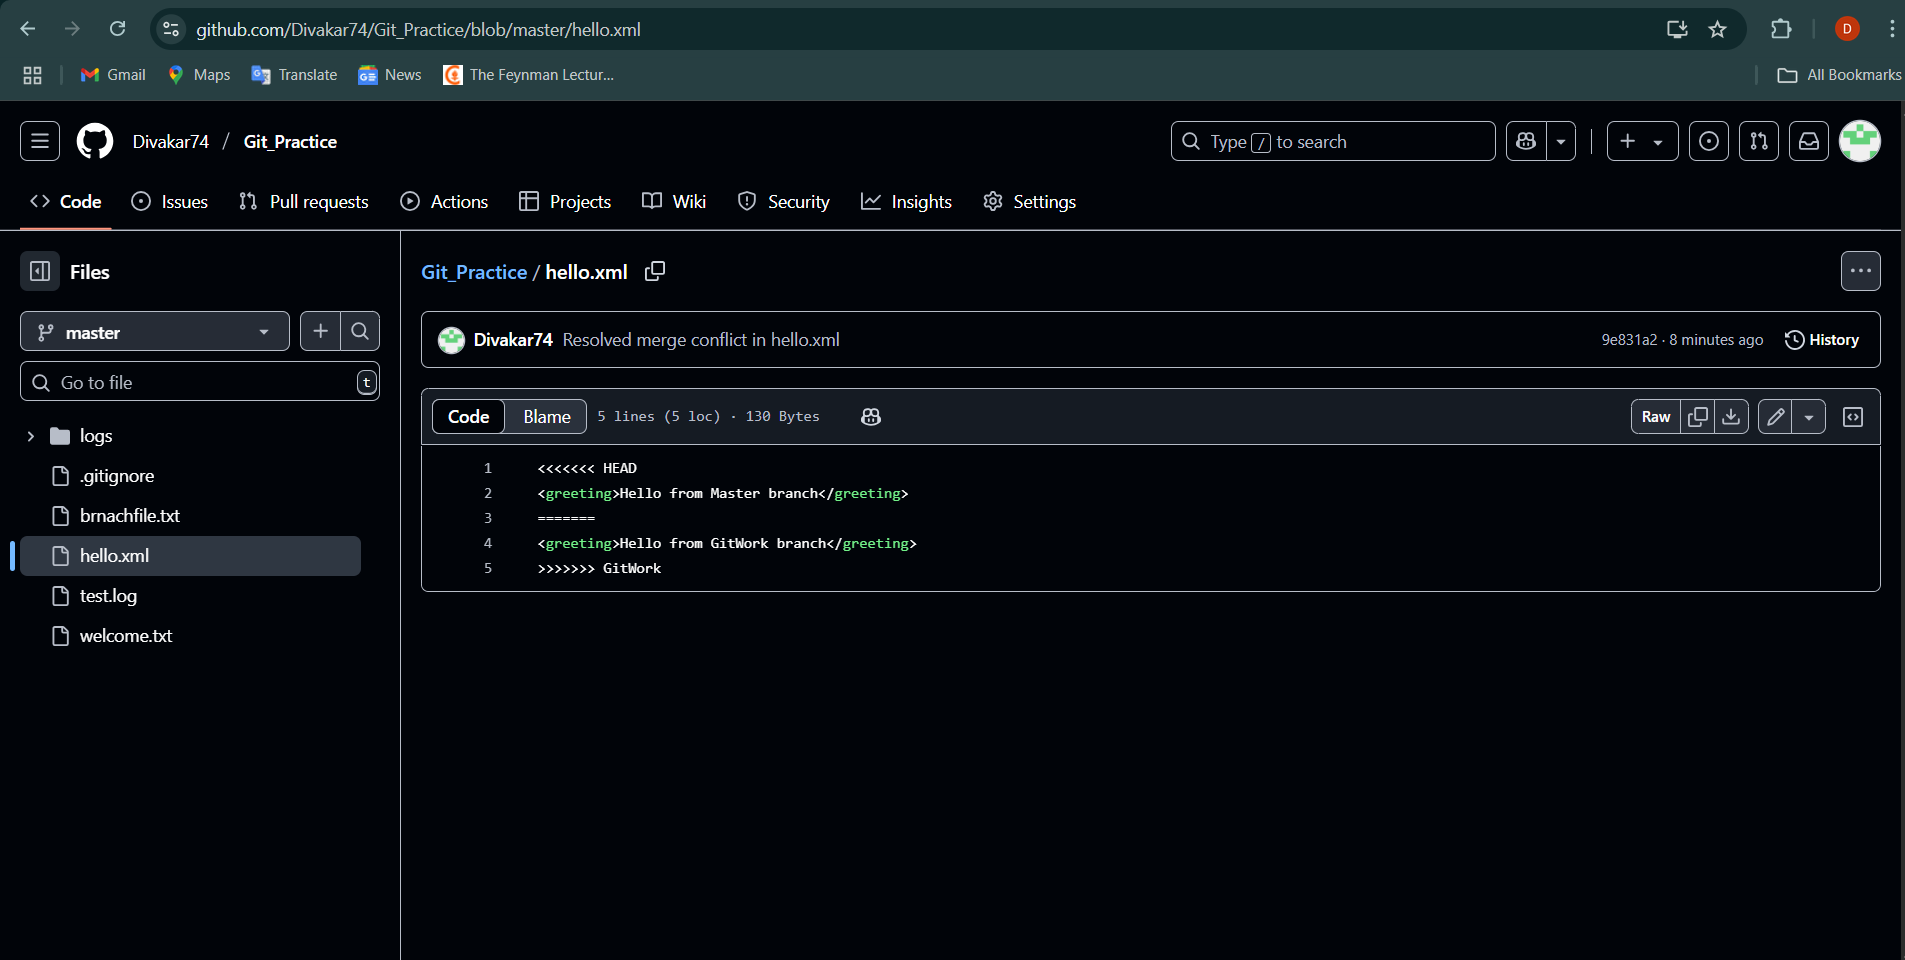 github.com/Divakar74/Git_Practice/blob/master/hello.xml
D
Gmail
Maps
Translate
News
The Feynman Lectur...
All Bookmarks
Divakar74 / Git_Practice
Type / to search
Code
Issues
Pull requests
Actions
Projects
Wiki
Security
Insights
Settings
Files
master
Go to file
t
logs
.gitignore
brnachfile.txt
hello.xml
test.log
welcome.txt
Git_Practice / hello.xml
Divakar74 Resolved merge conflict in hello.xml
9e831a2 · 8 minutes ago
History
Code
Blame
5 lines (5 loc) · 130 Bytes
Raw
1 <<<<<<< HEAD
2 <greeting>Hello from Master branch</greeting>
3 =======
4 <greeting>Hello from GitWork branch</greeting>
5 >>>>>>> GitWork